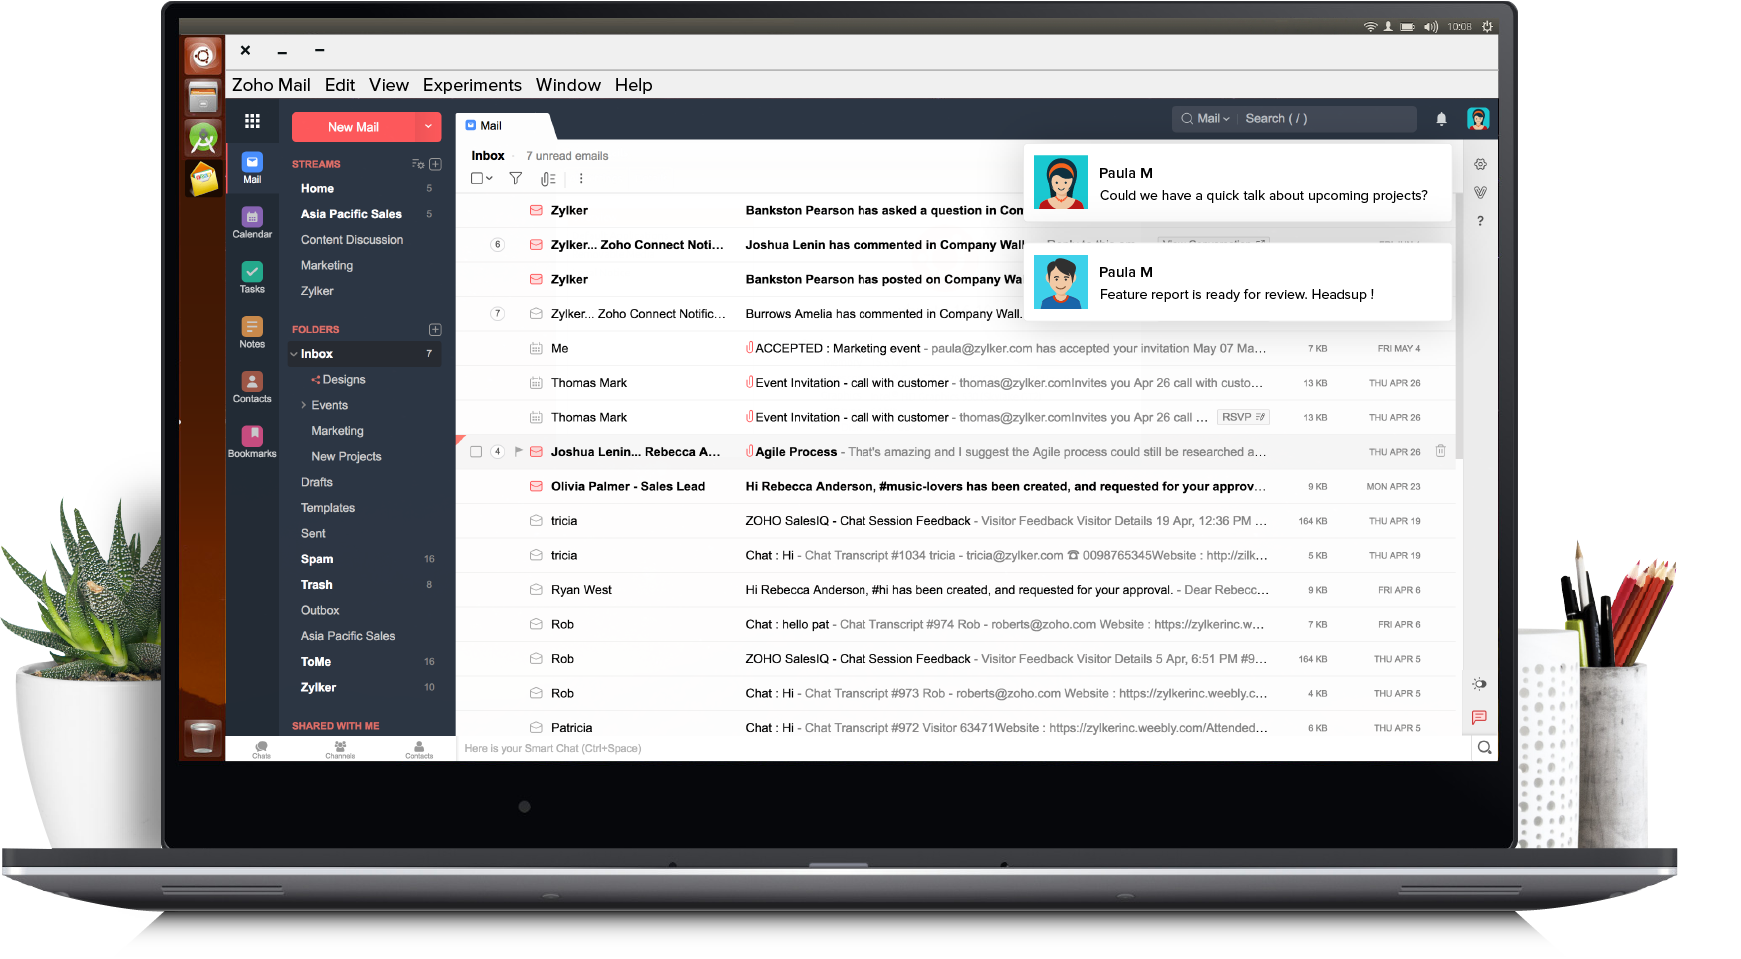 10:08
Zoho Mail Edit View Experiments Window Help
New Mail
Mail
Mail Search ( / )
Mail
Calendar
Tasks
Notes
Contacts
Bookmarks
STREAMS
Home 5
Asia Pacific Sales 5
Content Discussion
Marketing
Zylker
FOLDERS
Inbox 7
Designs
Events
Marketing
New Projects
Drafts
Templates
Sent
Spam 16
Trash 8
Outbox
Asia Pacific Sales
ToMe 16
Zylker 10
SHARED WITH ME
Chats Channels Contacts
Inbox 7 unread emails
Paula M
Could we have a quick talk about upcoming projects?
Paula M
Feature report is ready for review. Headsup !
?
Zylker Bankston Pearson has asked a question in Con
6 Zylker... Zoho Connect Noti... Joshua Lenin has commented in Company Wall
Zylker Bankston Pearson has posted on Company Wa
7 Zylker... Zoho Connect Notific... Burrows Amelia has commented in Company Wall.
Me ACCEPTED : Marketing event - paula@zylker.com has accepted your invitation May 07 Ma... 7 KB FRI MAY 4
Thomas Mark Event Invitation - call with customer - thomas@zylker.comInvites you Apr 26 call with custo... 13 KB THU APR 26
Thomas Mark Event Invitation - call with customer - thomas@zylker.comInvites you Apr 26 call ... RSVP 13 KB THU APR 26
4 Joshua Lenin... Rebecca A... Agile Process - That's amazing and I suggest the Agile process could still be researched a... THU APR 26
Olivia Palmer - Sales Lead Hi Rebecca Anderson, #music-lovers has been created, and requested for your approv... 9 KB MON APR 23
tricia ZOHO SalesIQ - Chat Session Feedback - Visitor Feedback Visitor Details 19 Apr, 12:36 PM ... 164 KB THU APR 19
tricia Chat : Hi - Chat Transcript #1034 tricia - tricia@zylker.com ☎ 0098765345Website : http://zilk... 5 KB THU APR 19
Ryan West Hi Rebecca Anderson, #hi has been created, and requested for your approval. - Dear Rebecc... 9 KB FRI APR 6
Rob Chat : hello pat - Chat Transcript #974 Rob - roberts@zoho.com Website : https://zylkerinc.w... 7 KB FRI APR 6
Rob ZOHO SalesIQ - Chat Session Feedback - Visitor Feedback Visitor Details 5 Apr, 6:51 PM #9... 164 KB THU APR 5
Rob Chat : Hi - Chat Transcript #973 Rob - roberts@zoho.com Website : https://zylkerinc.weebly.c... 4 KB THU APR 5
Patricia Chat : Hi - Chat Transcript #972 Visitor 63471Website : https://zylkerinc.weebly.com/Attended... 6 KB THU APR 5
Here is your Smart Chat (Ctrl+Space)